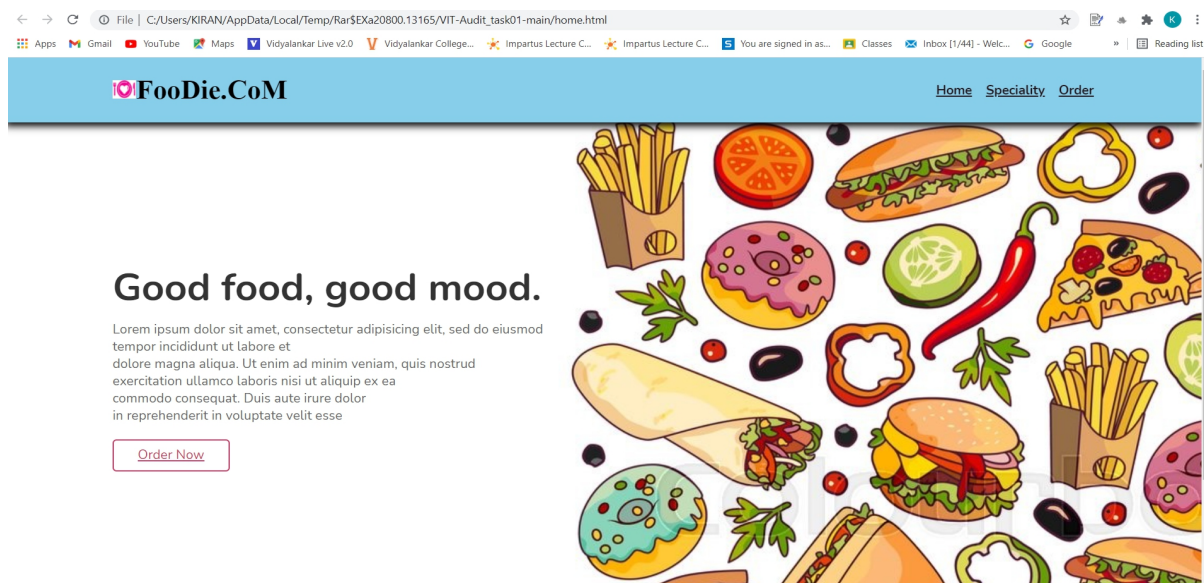 File | C:/Users/KIRAN/AppData/Local/Temp/Rar$EXa20800.13165/VIT-Audit_task01-main/home.html
K
Apps Gmail YouTube Maps Vidyalankar Live v2.0 Vidyalankar College... Impartus Lecture C... Impartus Lecture C... You are signed in as... Classes Inbox [1/44] - Welc... Google » Reading list
FooDie.CoM Home Speciality Order
Good food, good mood.
Lorem ipsum dolor sit amet, consectetur adipisicing elit, sed do eiusmod
tempor incididunt ut labore et
dolore magna aliqua. Ut enim ad minim veniam, quis nostrud
exercitation ullamco laboris nisi ut aliquip ex ea
commodo consequat. Duis aute irure dolor
in reprehenderit in voluptate velit esse
Order Now